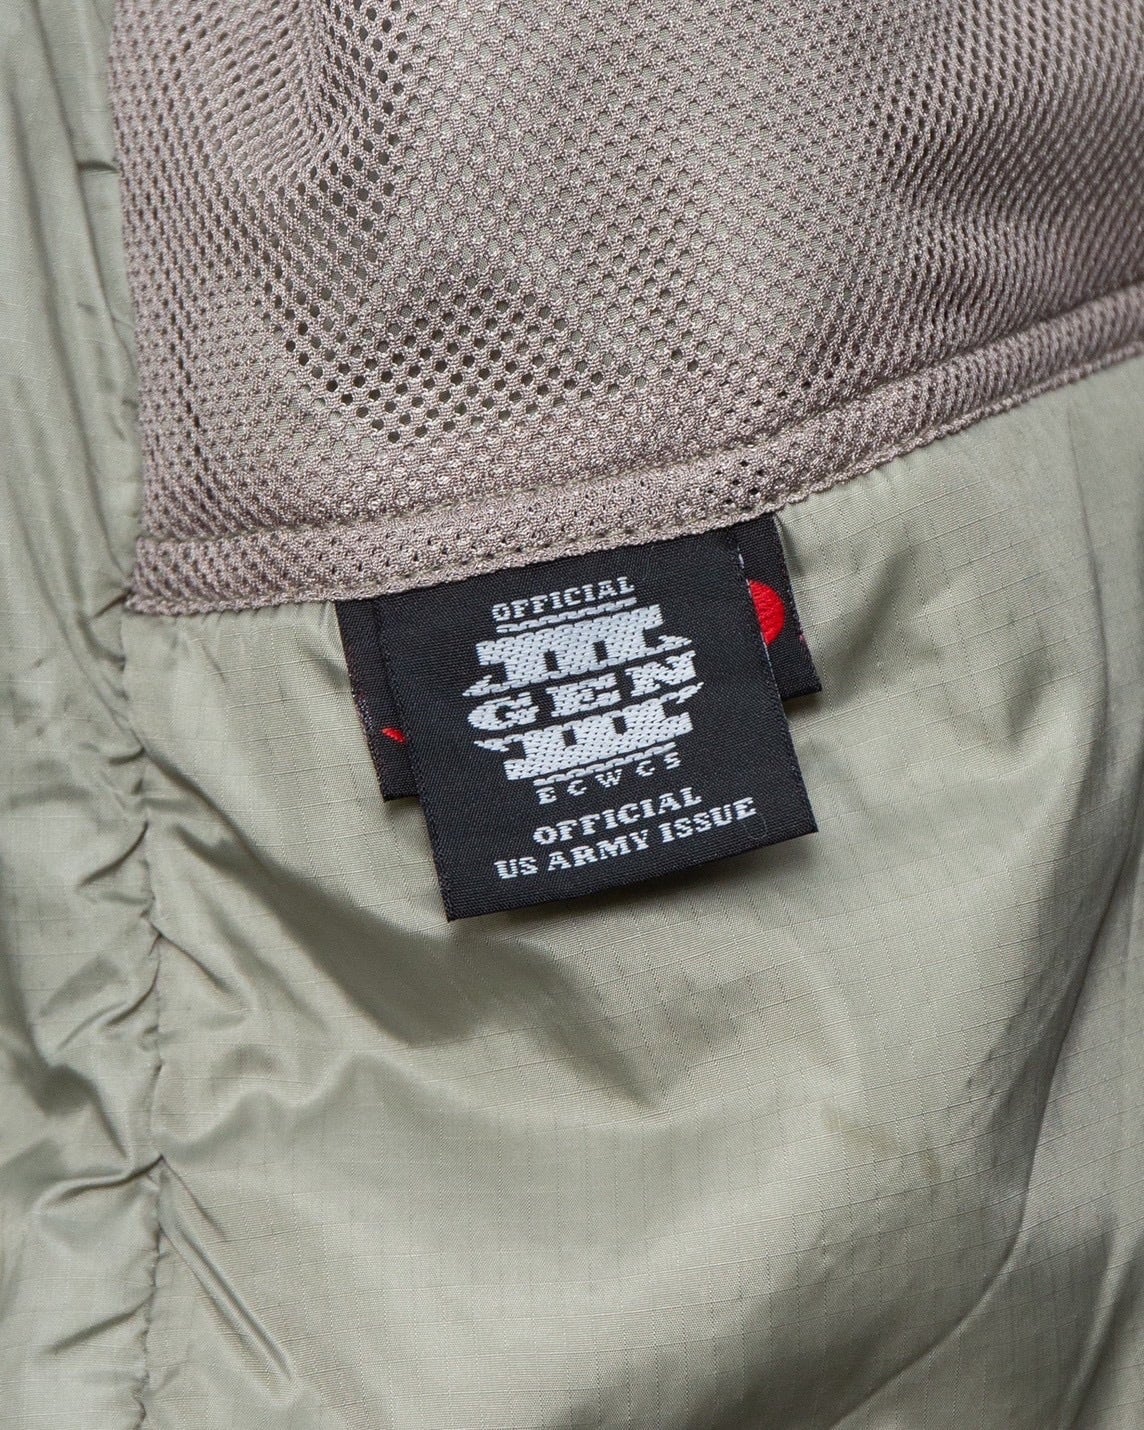 OFFICIAL
III
GEN
III
ECWCS
OFFICIAL
US ARMY ISSUE